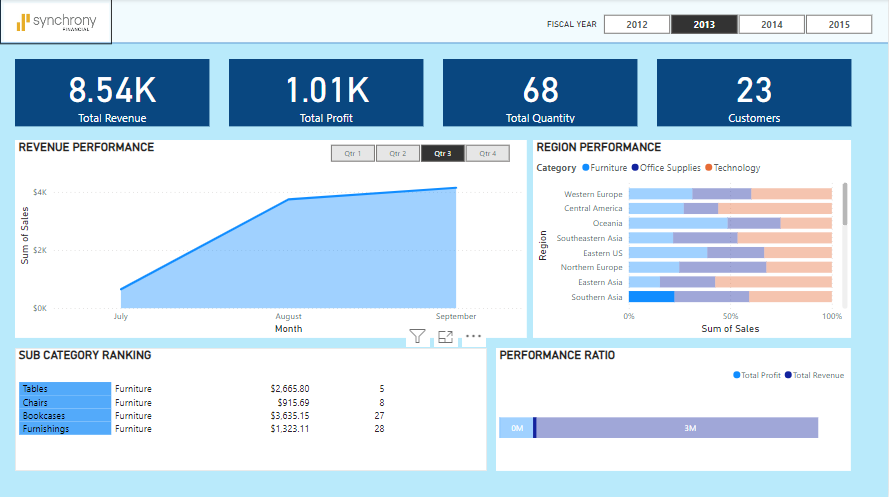 synchrony
FINANCIAL
FISCAL YEAR 2012 2013 2014 2015
8.54K 1.01K 68 23
Total Revenue Total Profit Total Quantity Customers
REVENUE PERFORMANCE
Qtr 1 Qtr 2 Qtr 3 Qtr 4
Sum of Sales
$4K
$2K
$0K
July August September
Month
REGION PERFORMANCE
Category Furniture Office Supplies Technology
Region
Western Europe
Central America
Oceania
Southeastern Asia
Eastern US
Northern Europe
Eastern Asia
Southern Asia
0% 50% 100%
Sum of Sales
SUB CATEGORY RANKING
Tables Furniture $2,665.80 5
Chairs Furniture $915.69 8
Bookcases Furniture $3,635.15 27
Furnishings Furniture $1,323.11 28
PERFORMANCE RATIO
Total Profit Total Revenue
0M 3M